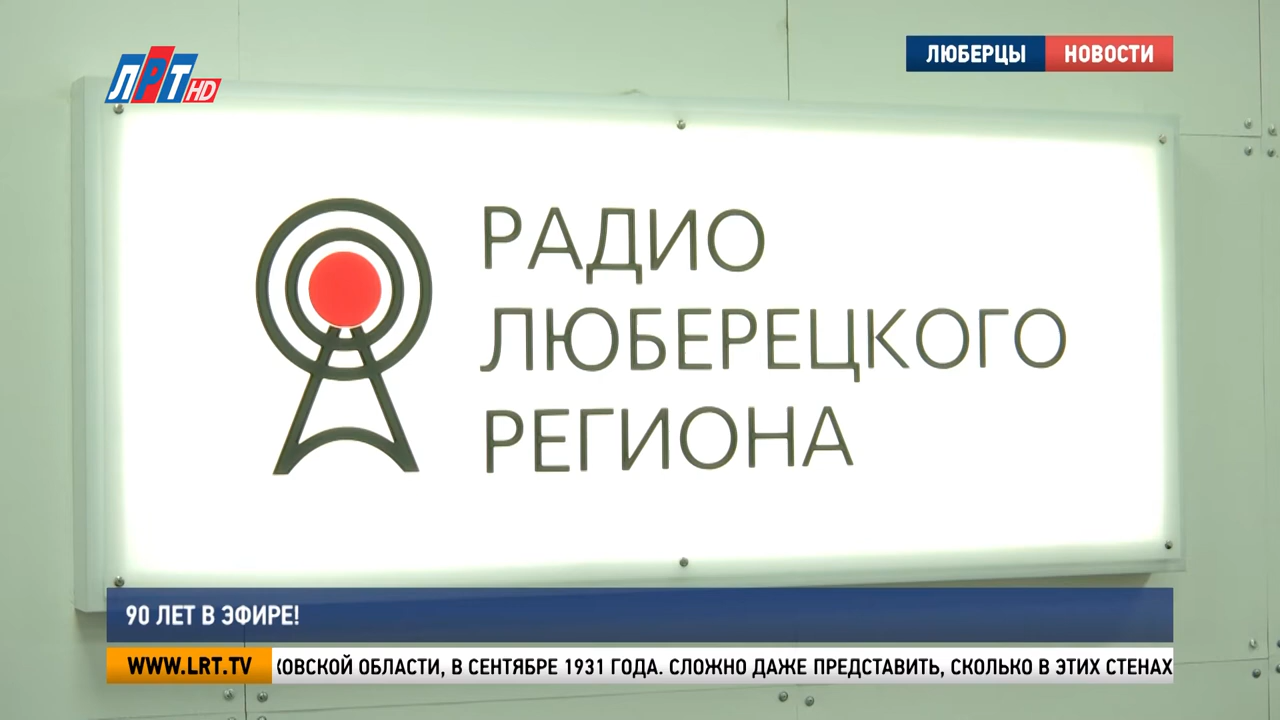 ЛРТ HD
ЛЮБЕРЦЫ НОВОСТИ
РАДИО
ЛЮБЕРЕЦКОГО
РЕГИОНА
90 ЛЕТ В ЭФИРЕ!
WWW.LRT.TV ОВСКОЙ ОБЛАСТИ, В СЕНТЯБРЕ 1931 ГОДА. СЛОЖНО ДАЖЕ ПРЕДСТАВИТЬ, СКОЛЬКО В ЭТИХ СТЕНАХ